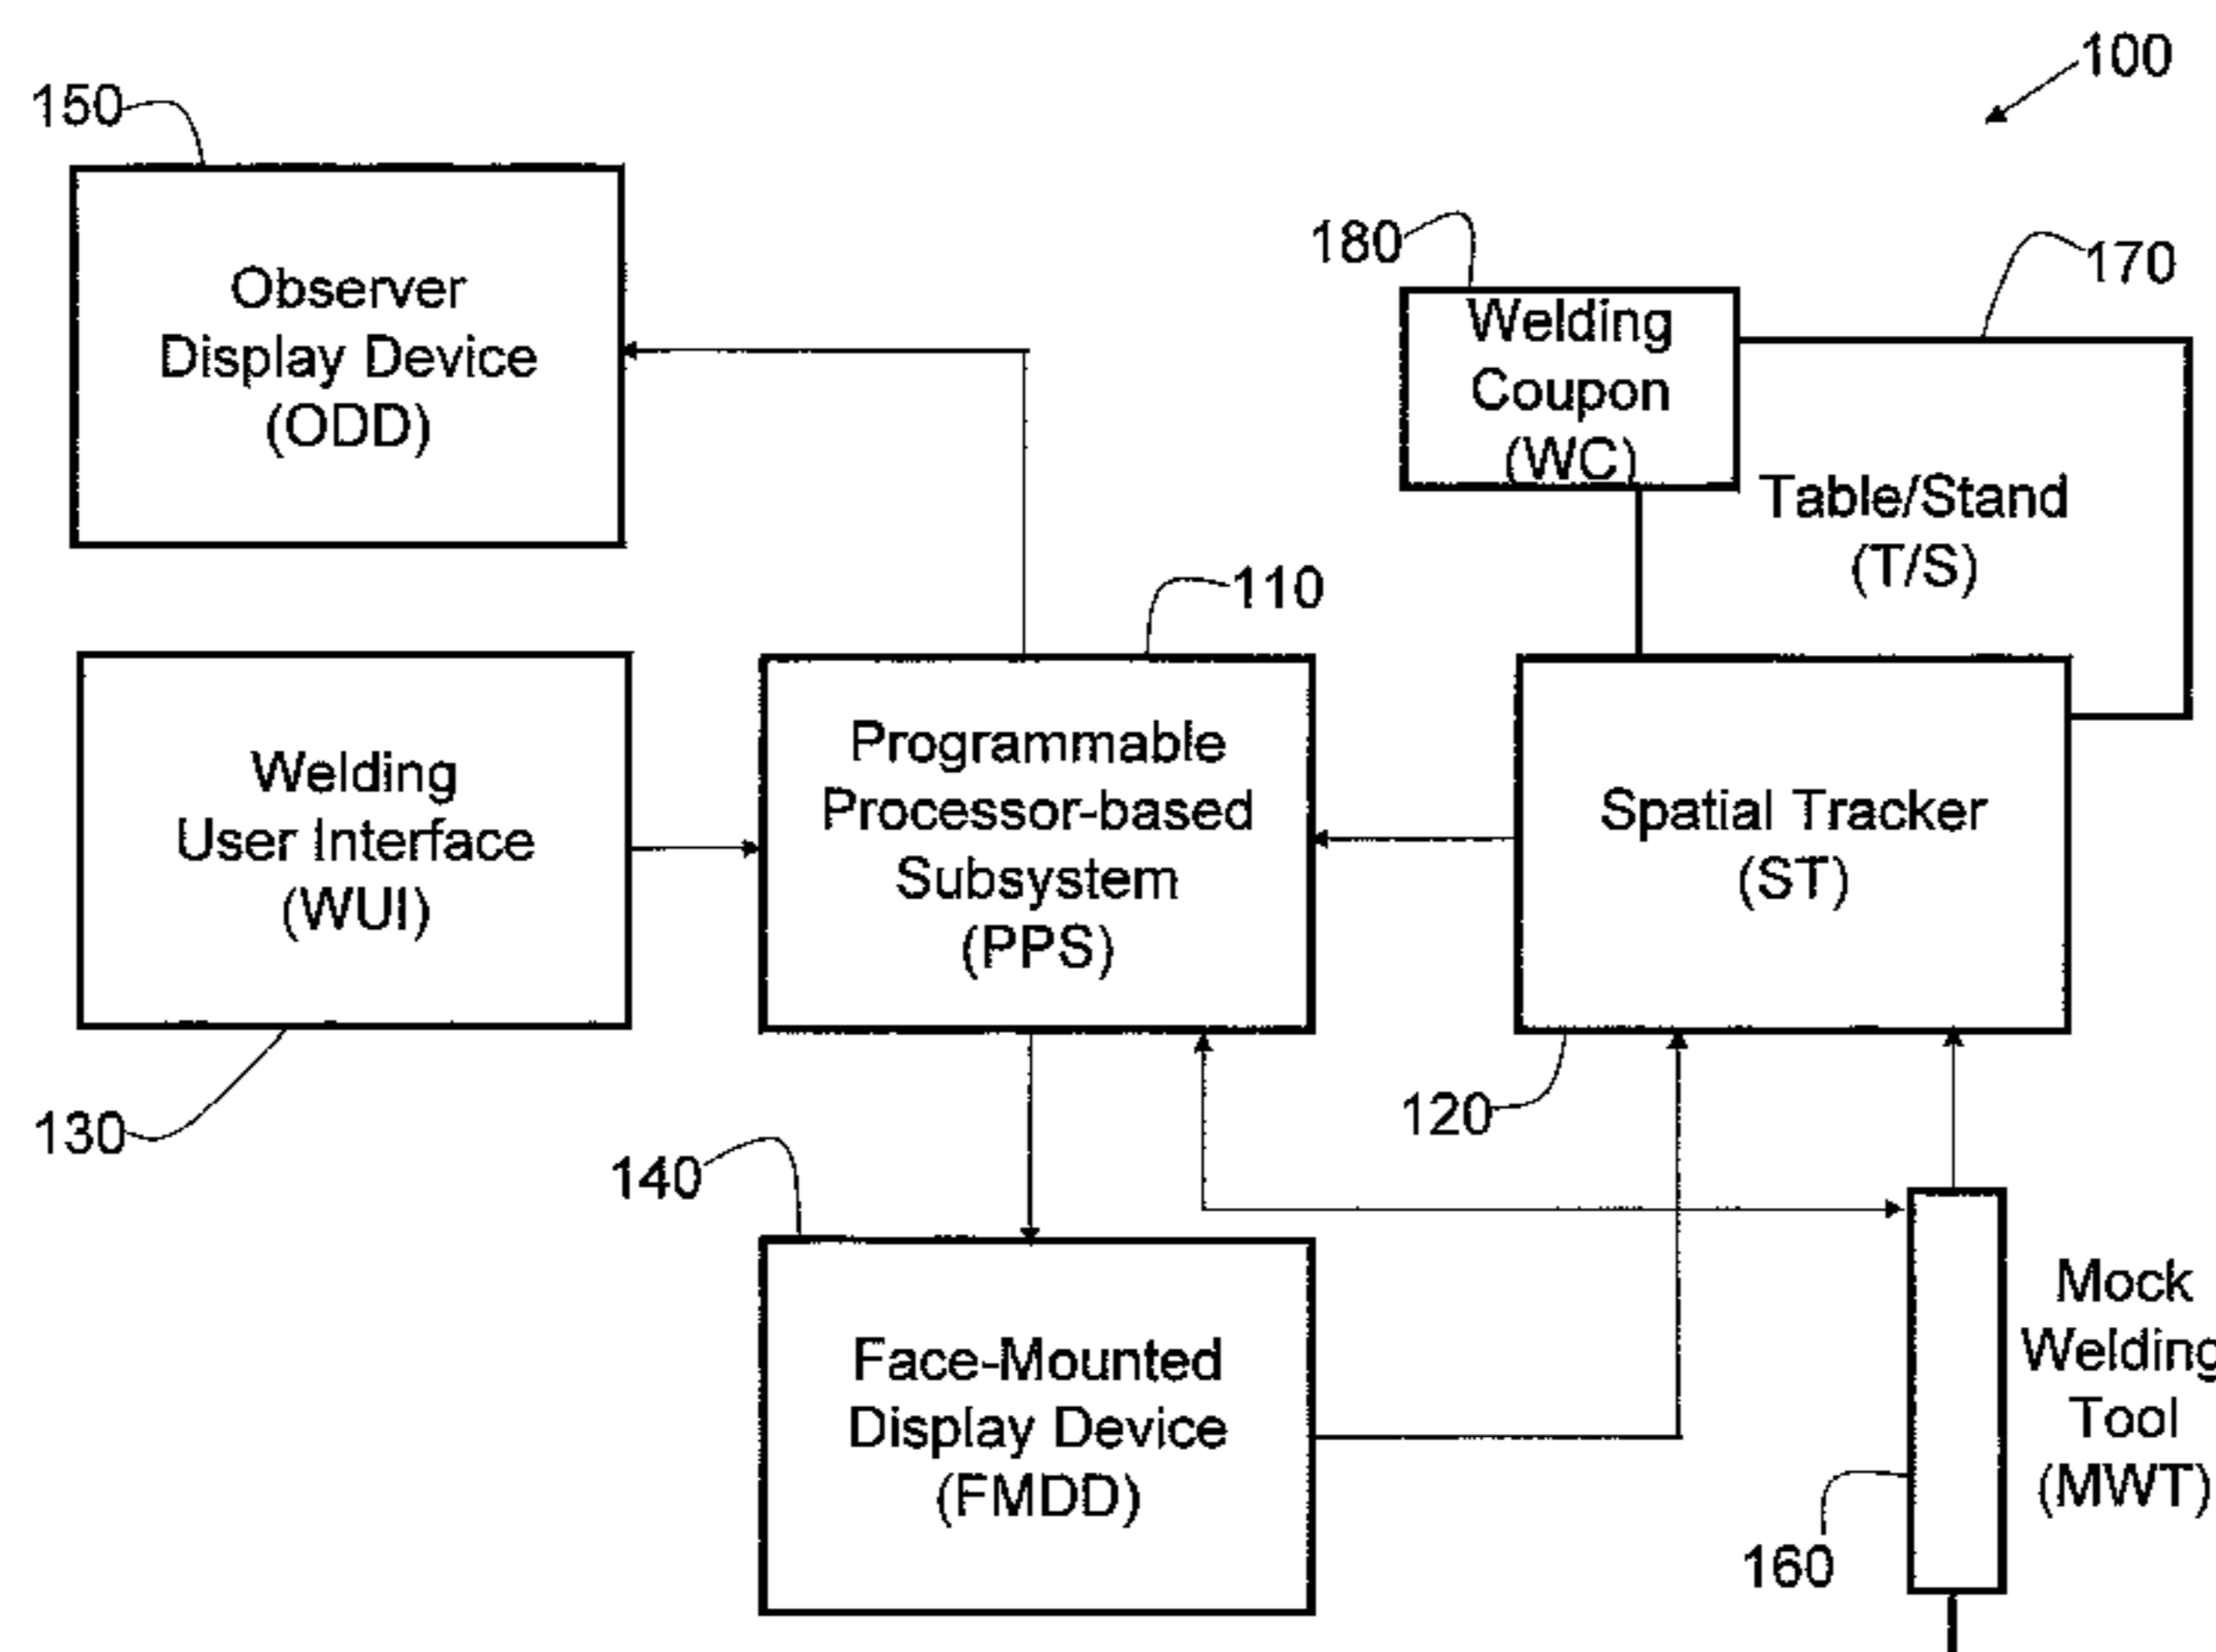 100
150
Observer
Display Device
(ODD)
180
Welding
Coupon
(WC)
170
Table/Stand
(T/S)
110
Welding
User Interface
(WUI)
Programmable
Processor-based
Subsystem
(PPS)
Spatial Tracker
(ST)
130
120
140
Face-Mounted
Display Device
(FMDD)
Mock
Welding
Tool
(MWT)
160